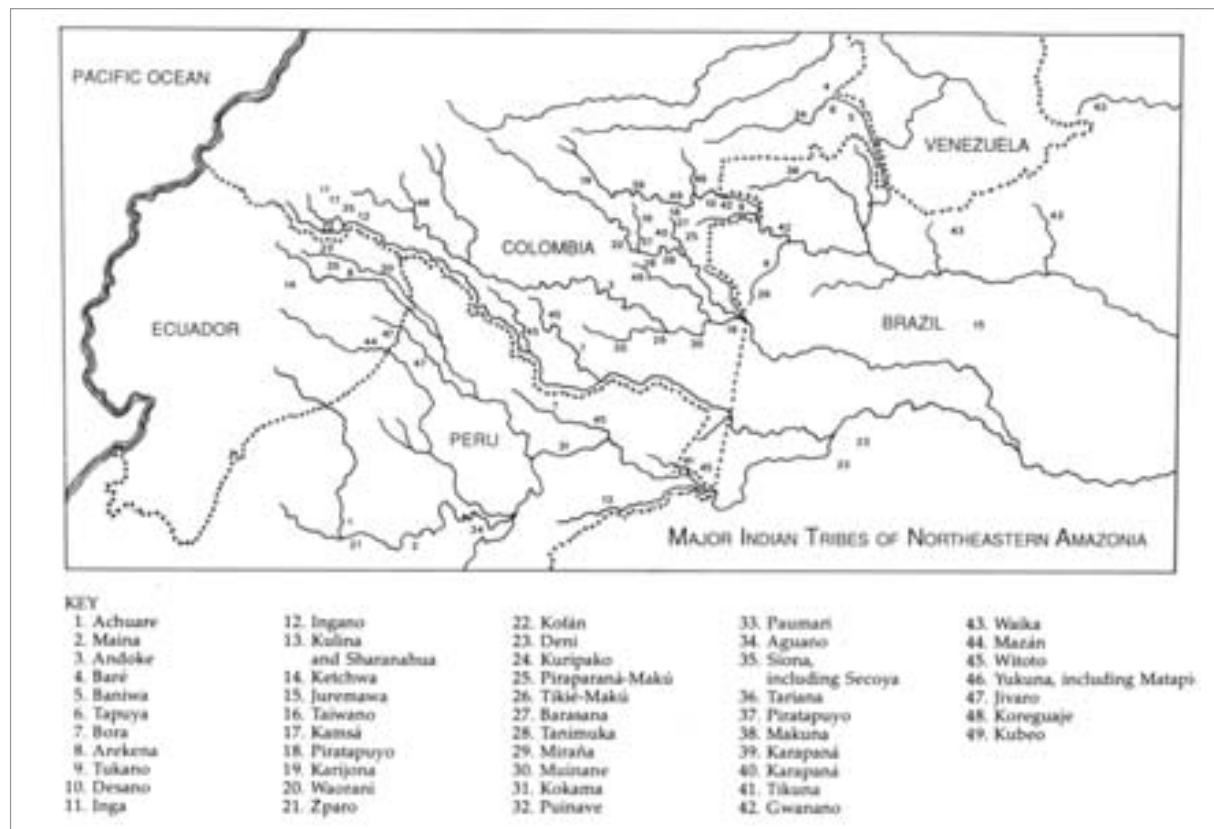 PACIFIC OCEAN
VENEZUELA
COLOMBIA
ECUADOR
BRAZIL
PERU
MAJOR INDIAN TRIBES OF NORTHEASTERN AMAZONIA
KEY
1. Achuare
2. Maina
3. Andoke
4. Baré
5. Baniwa
6. Tapuya
7. Bora
8. Arekena
9. Tukano
10. Desano
11. Inga
12. Ingano
13. Kulina
and Sharanahua
14. Ketchwa
15. Juremawa
16. Taiwano
17. Kamsá
18. Piratapuyo
19. Karijona
20. Waorani
21. Zparo
22. Kofán
23. Deni
24. Kuripako
25. Piraparaná-Makú
26. Tikié-Makú
27. Barasana
28. Tanimuka
29. Miraña
30. Muinane
31. Kokama
32. Puinave
33. Paumari
34. Aguano
35. Siona,
including Secoya
36. Tariana
37. Piratapuyo
38. Makuna
39. Karapaná
40. Karapaná
41. Tikuna
42. Gwanano
43. Waika
44. Mazán
45. Witoto
46. Yukuna, including Matapi
47. Jivaro
48. Koreguaje
49. Kubeo